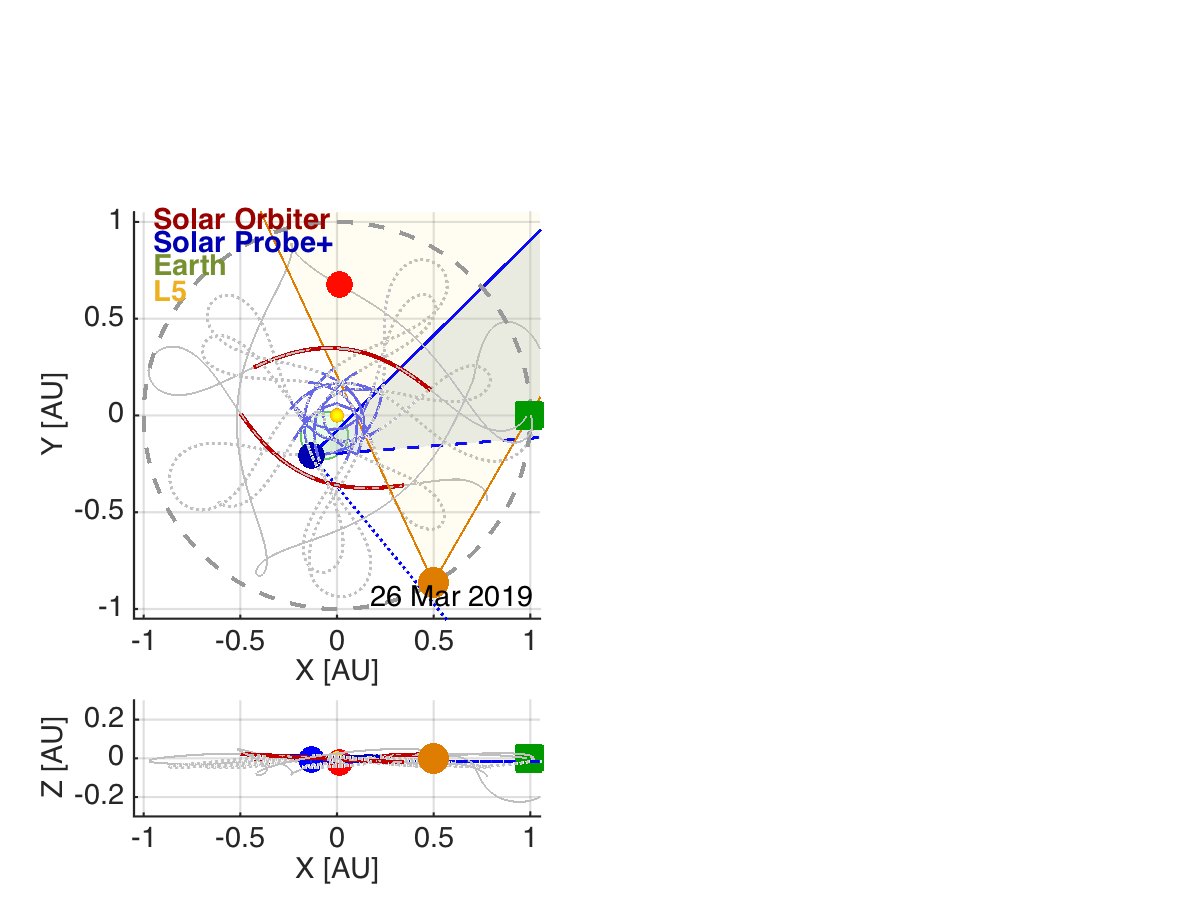 Solar Orbiter
Solar Probe+
Earth
L5
1
0.5
0
-0.5
-1
Y [AU]
26 Mar 2019
-1 -0.5 0 0.5 1
X [AU]
0.2
0
-0.2
Z [AU]
-1 -0.5 0 0.5 1
X [AU]